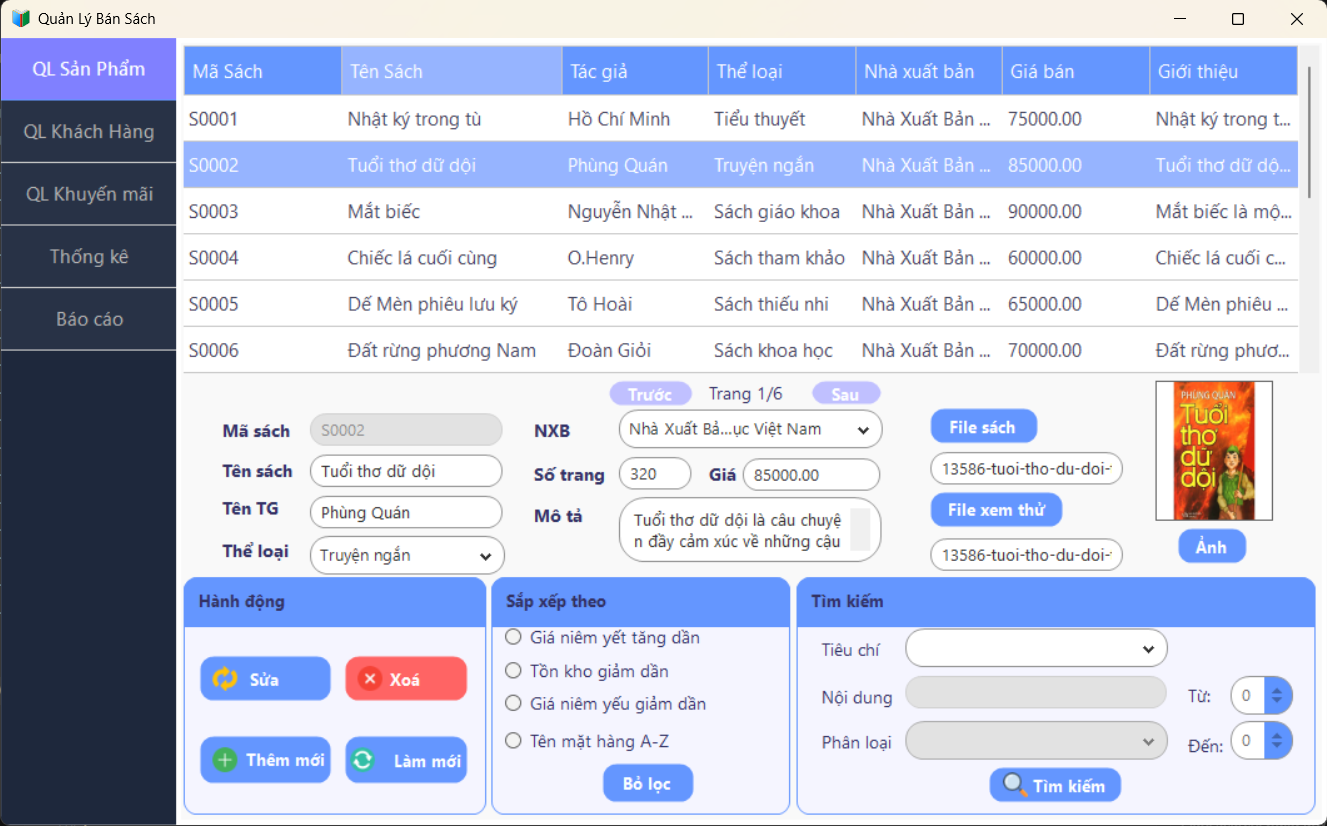 Quản Lý Bán Sách
QL Sản Phẩm
QL Khách Hàng
QL Khuyến mãi
Thống kê
Báo cáo
Mã Sách Tên Sách Tác giả Thể loại Nhà xuất bản Giá bán Giới thiệu
S0001 Nhật ký trong tù Hồ Chí Minh Tiểu thuyết Nhà Xuất Bản ... 75000.00 Nhật ký trong t...
S0002 Tuổi thơ dữ dội Phùng Quán Truyện ngắn Nhà Xuất Bản ... 85000.00 Tuổi thơ dữ dộ...
S0003 Mắt biếc Nguyễn Nhật ... Sách giáo khoa Nhà Xuất Bản ... 90000.00 Mắt biếc là mộ...
S0004 Chiếc lá cuối cùng O.Henry Sách tham khảo Nhà Xuất Bản ... 60000.00 Chiếc lá cuối c...
S0005 Dế Mèn phiêu lưu ký Tô Hoài Sách thiếu nhi Nhà Xuất Bản ... 65000.00 Dế Mèn phiêu ...
S0006 Đất rừng phương Nam Đoàn Giỏi Sách khoa học Nhà Xuất Bản ... 70000.00 Đất rừng phươ...
Trước Trang 1/6 Sau
Mã sách S0002
Tên sách Tuổi thơ dữ dội
Tên TG Phùng Quán
Thể loại Truyện ngắn
NXB Nhà Xuất Bả...ục Việt Nam
Số trang 320 Giá 85000.00
Mô tả Tuổi thơ dữ dội là câu chuyệ
n đầy cảm xúc về những cậu
File sách
13586-tuoi-tho-du-doi-
File xem thử
13586-tuoi-tho-du-doi-
PHÙNG QUÁN
Tuổi
thơ
dữ
dội
Ảnh
Hành động
Sửa Xoá
Thêm mới Làm mới
Sắp xếp theo
Giá niêm yết tăng dần
Tồn kho giảm dần
Giá niêm yếu giảm dần
Tên mặt hàng A-Z
Bỏ lọc
Tìm kiếm
Tiêu chí
Nội dung Từ: 0
Phân loại Đến: 0
Tìm kiếm